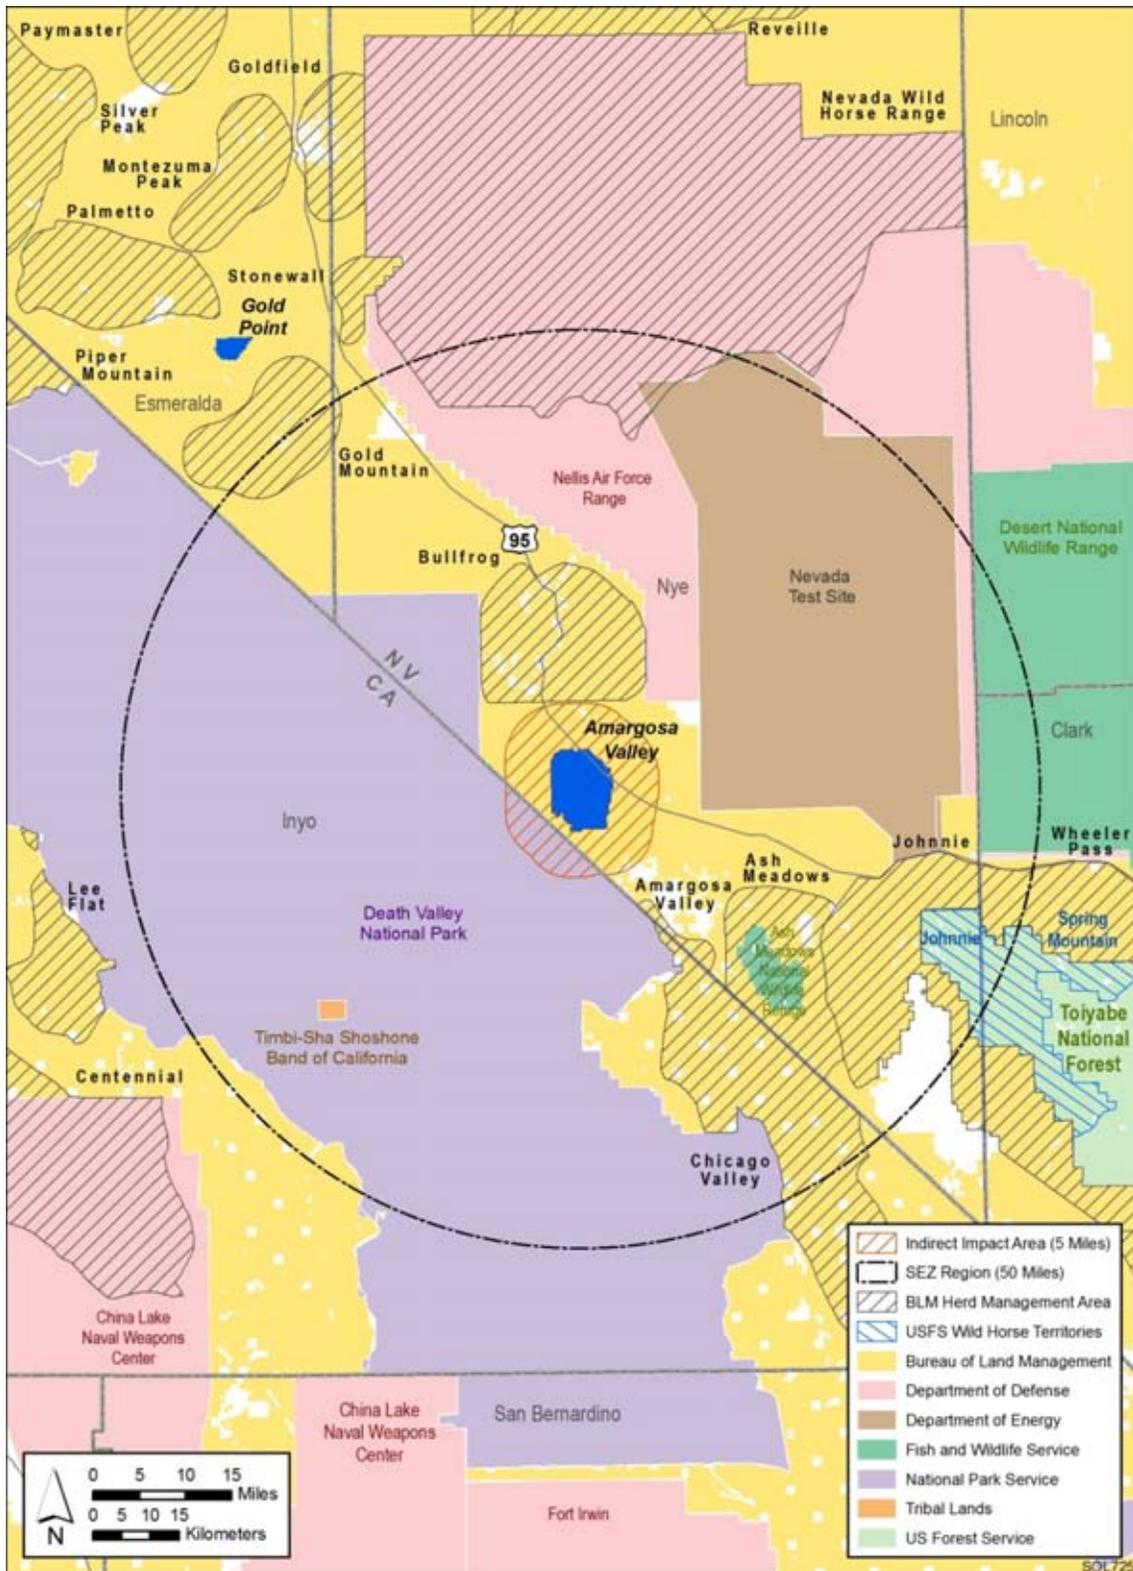 Paymaster
Reveille
Goldfield
Silver
Peak
Nevada Wild
Horse Range
Lincoln
Montezuma
Peak
Palmetto
Stonewall
Gold
Point
Piper
Mountain
Esmeralda
Gold
Mountain
Nellis Air Force
Range
Desert National
Wildlife Range
95
Bullfrog
Nye
Nevada
Test Site
NV
CA
Amargosa
Valley
Clark
Inyo
Johnnie
Wheeler
Pass
Ash
Meadows
Amargosa
Valley
Lee
Flat
Death Valley
National Park
Johnnie
Spring
Mountain
Ash
Meadows
National
Wildlife
Refuge
Toiyabe
National
Forest
Timbi-Sha Shoshone
Band of California
Centennial
Chicago
Valley
China Lake
Naval Weapons
Center
China Lake
Naval Weapons
Center
San Bernardino
Fort Irwin
Indirect Impact Area (5 Miles)
SEZ Region (50 Miles)
BLM Herd Management Area
USFS Wild Horse Territories
Bureau of Land Management
Department of Defense
Department of Energy
Fish and Wildlife Service
National Park Service
Tribal Lands
US Forest Service
N
0 5 10 15
Miles
0 5 10 15
Kilometers
SOL725